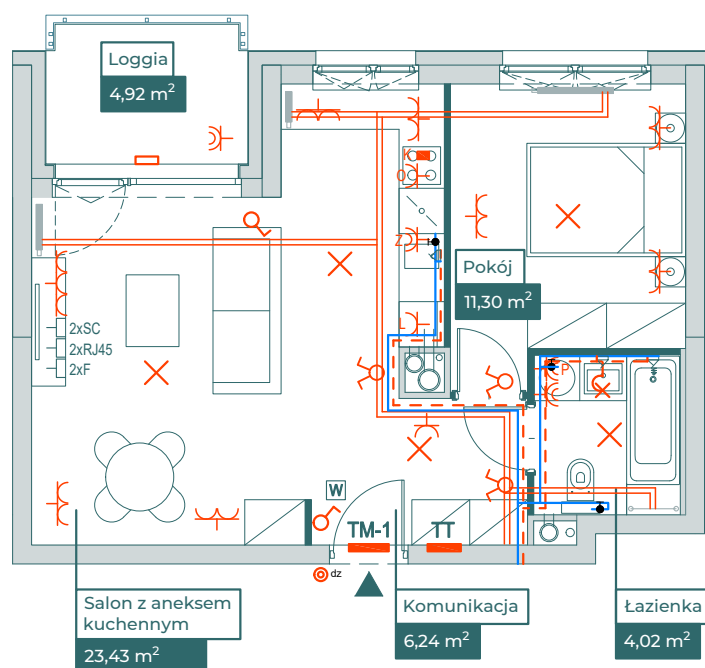 Loggia
4,92 m²
K
O
Z
L
Pokój
11,30 m²
2xSC
2xRJ45
2xF
P
W
TM-1
TT
dz
Salon z aneksem
kuchennym
23,43 m²
Komunikacja
6,24 m²
Łazienka
4,02 m²